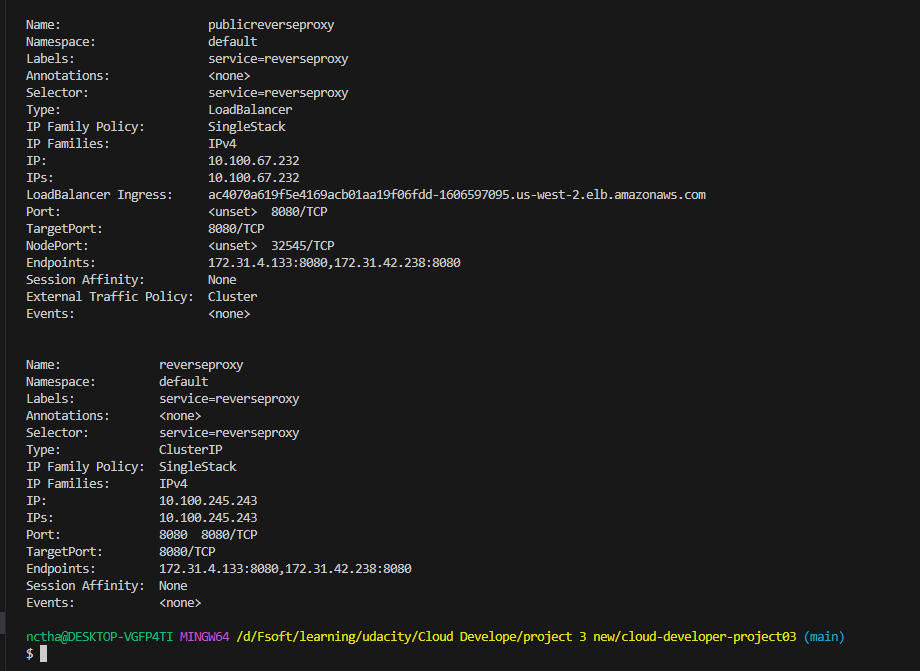 Name:                     publicreverseproxy
Namespace:                default
Labels:                   service=reverseproxy
Annotations:              <none>
Selector:                 service=reverseproxy
Type:                     LoadBalancer
IP Family Policy:         SingleStack
IP Families:              IPv4
IP:                       10.100.67.232
IPs:                      10.100.67.232
LoadBalancer Ingress:     ac4070a619f5e4169acb01aa19f06fdd-1606597095.us-west-2.elb.amazonaws.com
Port:                     <unset>  8080/TCP
TargetPort:               8080/TCP
NodePort:                 <unset>  32545/TCP
Endpoints:                172.31.4.133:8080,172.31.42.238:8080
Session Affinity:         None
External Traffic Policy:  Cluster
Events:                   <none>
Name:              reverseproxy
Namespace:         default
Labels:            service=reverseproxy
Annotations:       <none>
Selector:          service=reverseproxy
Type:              ClusterIP
IP Family Policy:  SingleStack
IP Families:       IPv4
IP:                10.100.245.243
IPs:               10.100.245.243
Port:              8080  8080/TCP
TargetPort:        8080/TCP
Endpoints:         172.31.4.133:8080,172.31.42.238:8080
Session Affinity:  None
Events:            <none>
nctha@DESKTOP-VGFP4TI MINGW64 /d/Fsoft/learning/udacity/Cloud Develope/project 3 new/cloud-developer-project03 (main)
$